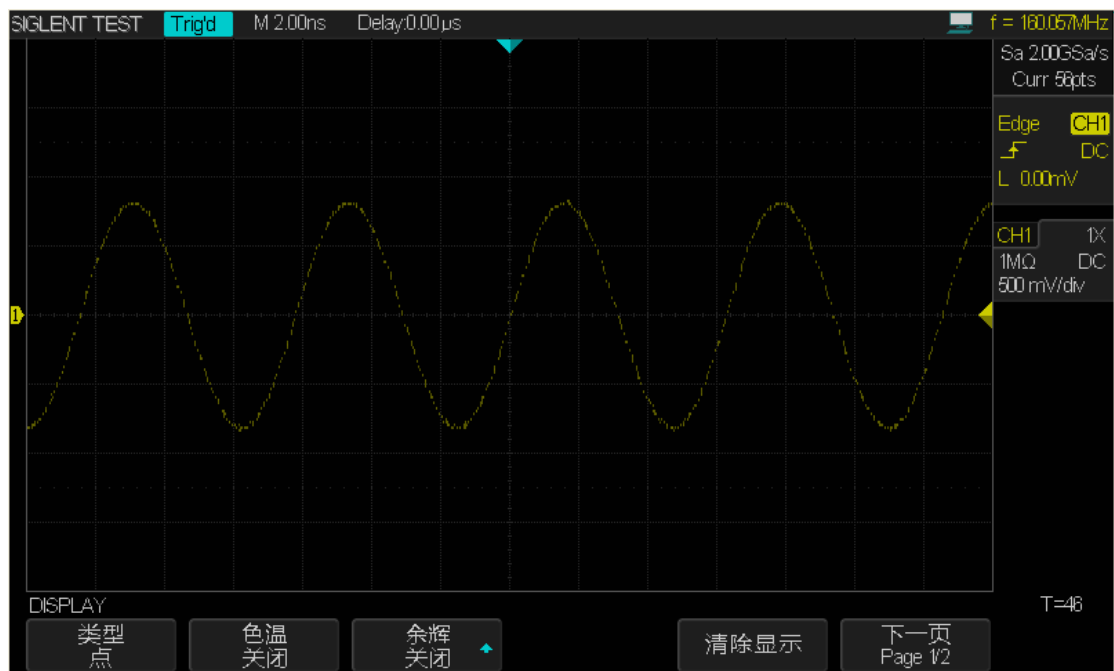 SIGLENT TEST Trig'd M 2.00ns Delay:0.00µs f = 160.057MHz
Sa 2.00GSa/s
Curr 56pts
Edge CH1
DC
L 0.00mV
CH1 1X
1MΩ DC
500 mV/div
1
DISPLAY T=46
类型 色温 余辉 清除显示 下一页
点 关闭 关闭 Page 1/2